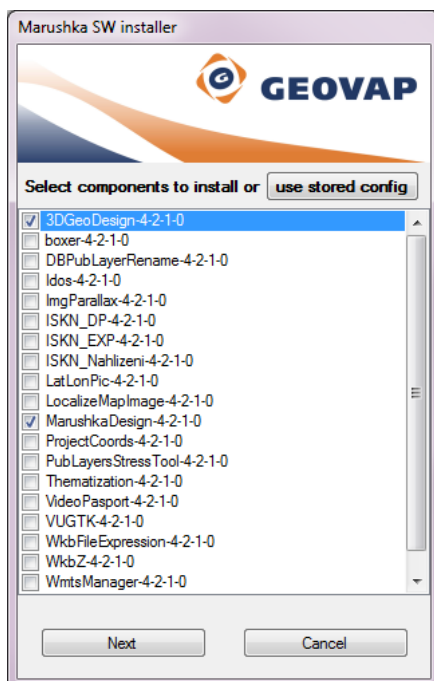 Marushka SW installer
GEOVAP
Select components to install or use stored config
3DGeoDesign-4-2-1-0
boxer-4-2-1-0
DBPubLayerRename-4-2-1-0
Idos-4-2-1-0
ImgParallax-4-2-1-0
ISKN_DP-4-2-1-0
ISKN_EXP-4-2-1-0
ISKN_Nahlizeni-4-2-1-0
LatLonPic-4-2-1-0
LocalizeMapImage-4-2-1-0
MarushkaDesign-4-2-1-0
ProjectCoords-4-2-1-0
PubLayersStressTool-4-2-1-0
Thematization-4-2-1-0
VideoPasport-4-2-1-0
VUGTK-4-2-1-0
WkbFileExpression-4-2-1-0
WkbZ-4-2-1-0
WmtsManager-4-2-1-0
Next Cancel